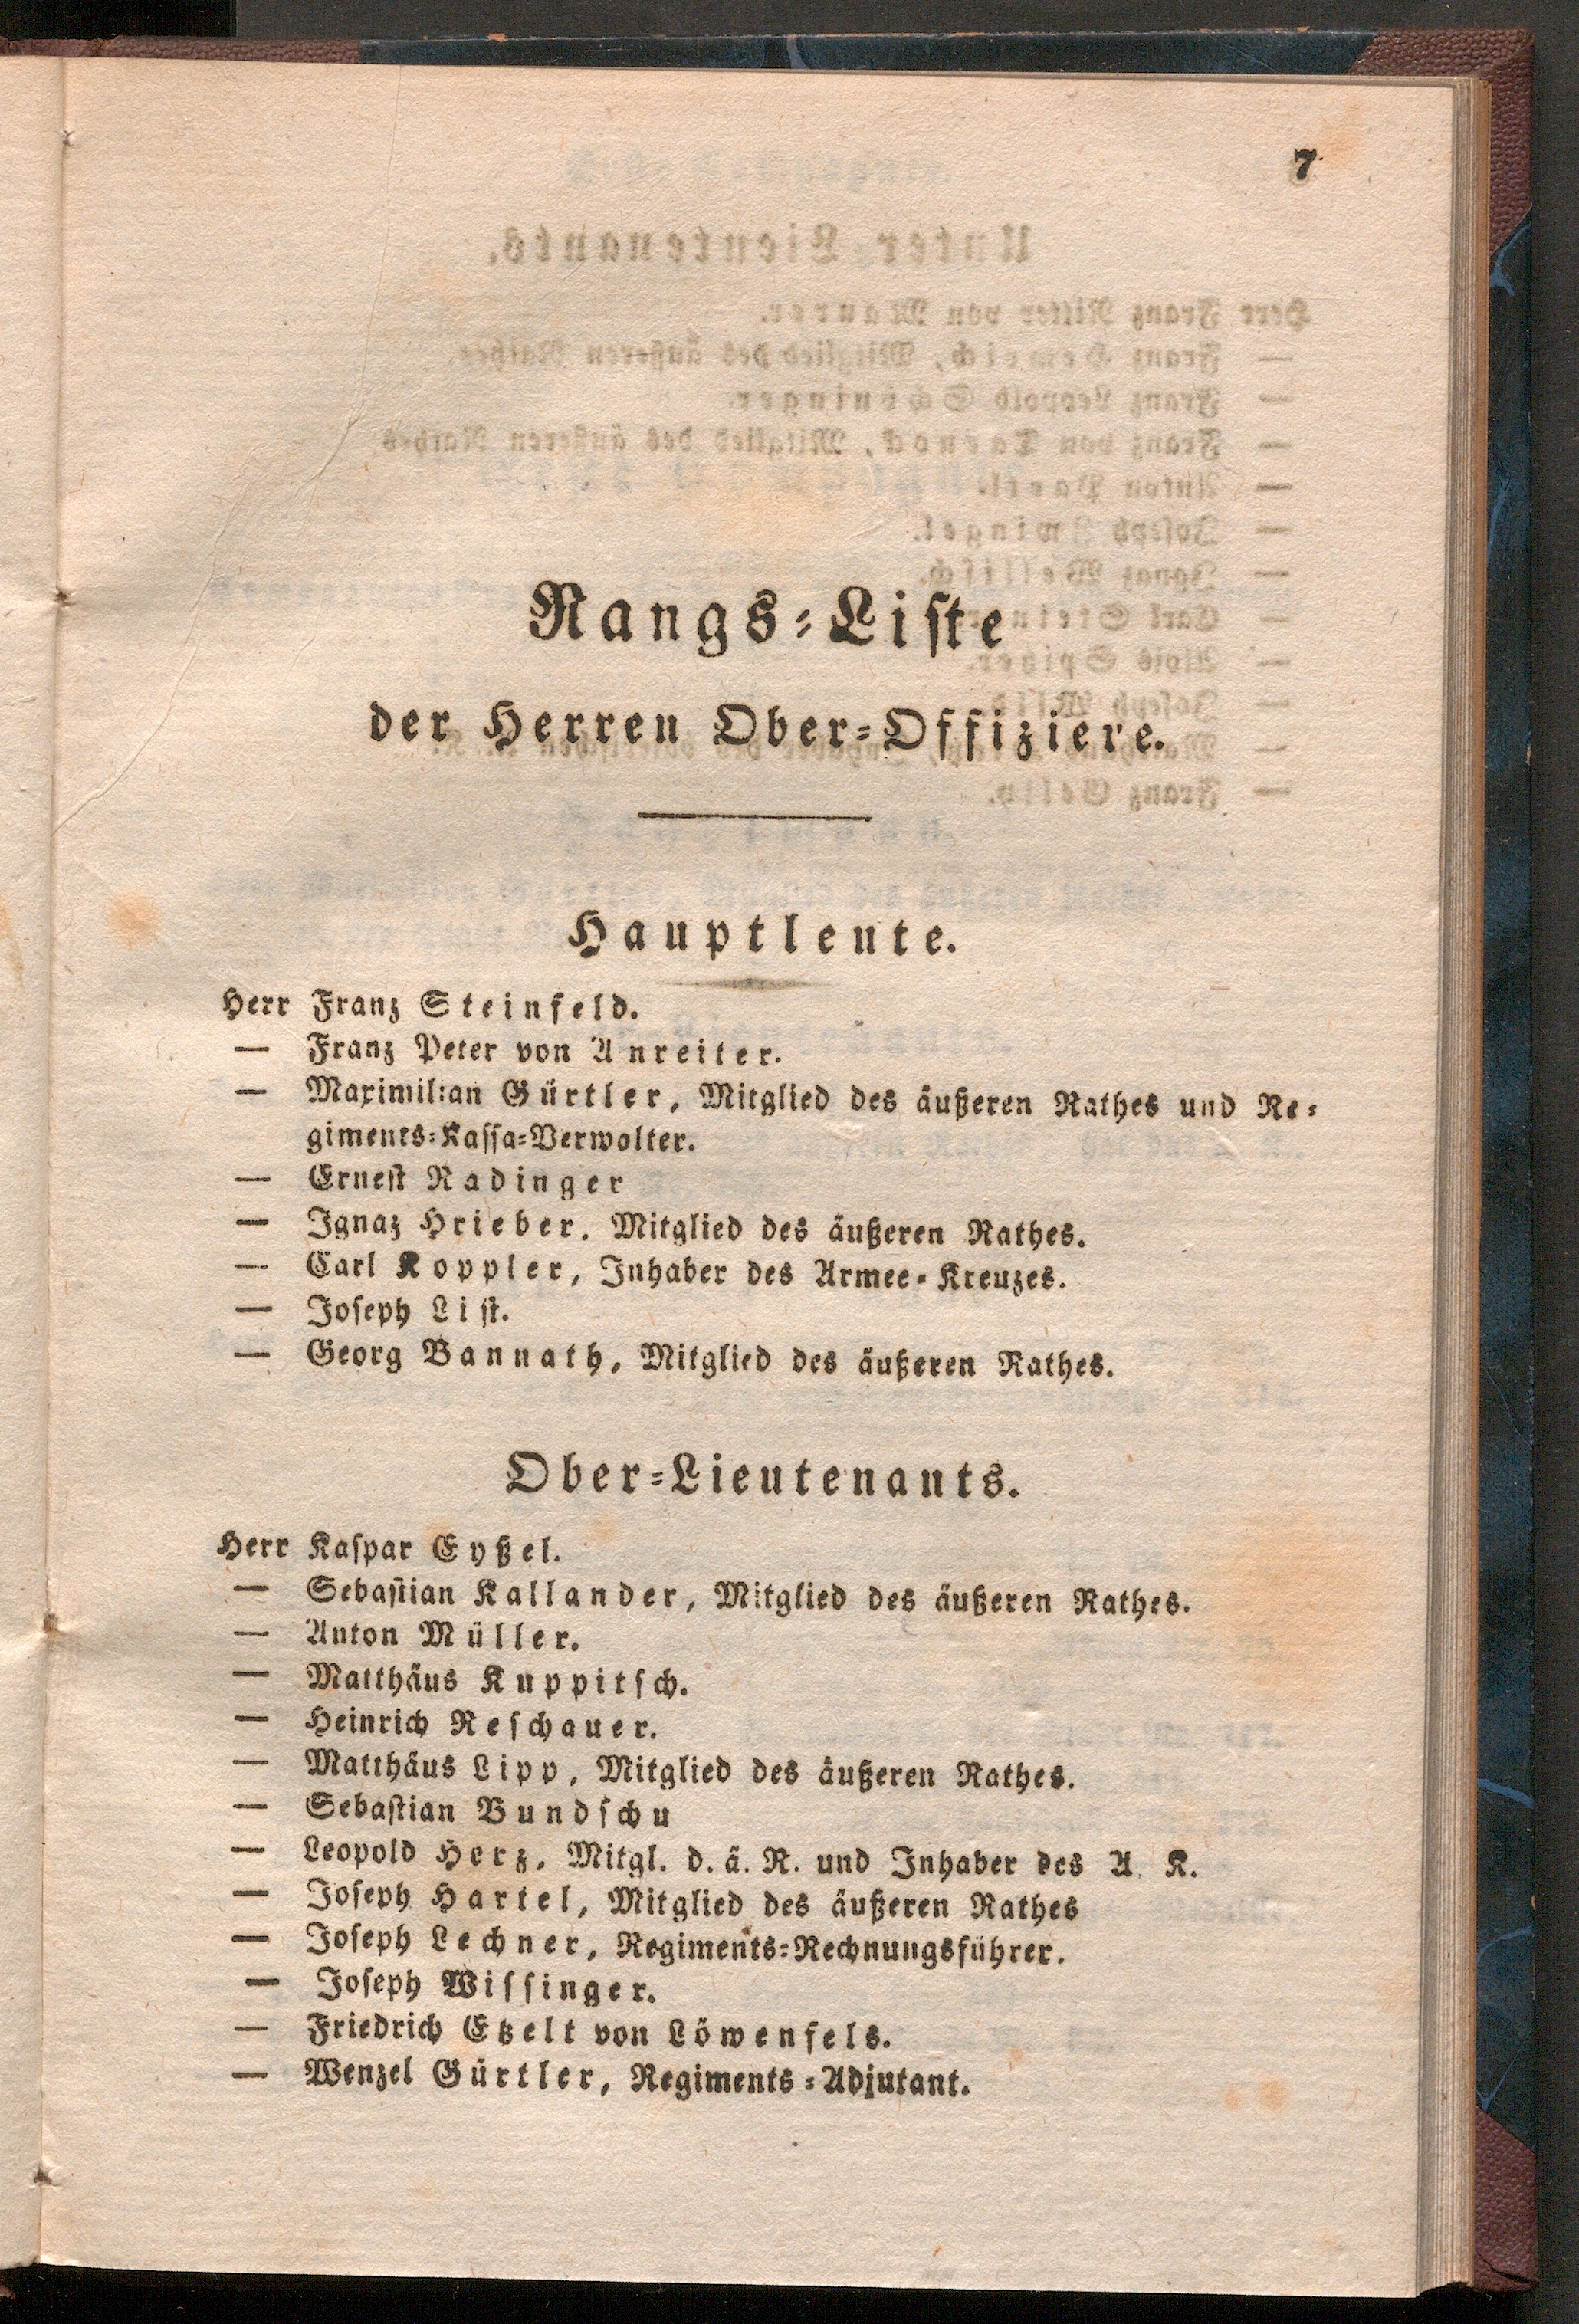 7
Rangs-Liste
der Herren Ober-Offiziere.
Hauptleute.
Herr Franz Steinfeld.
— Franz Peter von Anreiter.
— Maximilian Gürtler, Mitglied des äußeren Rathes und Re-
giments-Kassa-Verwalter.
— Ernest Radinger
— Ignaz Hrieber, Mitglied des äußeren Rathes.
— Carl Koppler, Inhaber des Armee-Kreuzes.
— Joseph List.
— Georg Bannath, Mitglied des äußeren Rathes.
Ober-Lieutenants.
Herr Kaspar Eyßel.
— Sebastian Kallander, Mitglied des äußeren Rathes.
— Anton Müller.
— Matthäus Kuppitsch.
— Heinrich Reschauer.
— Matthäus Lipp, Mitglied des äußeren Rathes.
— Sebastian Bundschu
— Leopold Herz, Mitgl. d. ä. R. und Inhaber des A. K.
— Joseph Hartel, Mitglied des äußeren Rathes
— Joseph Lechner, Regiments-Rechnungsführer.
— Joseph Wissinger.
— Friedrich Etzelt von Löwenfels.
— Wenzel Gürtler, Regiments-Adjutant.